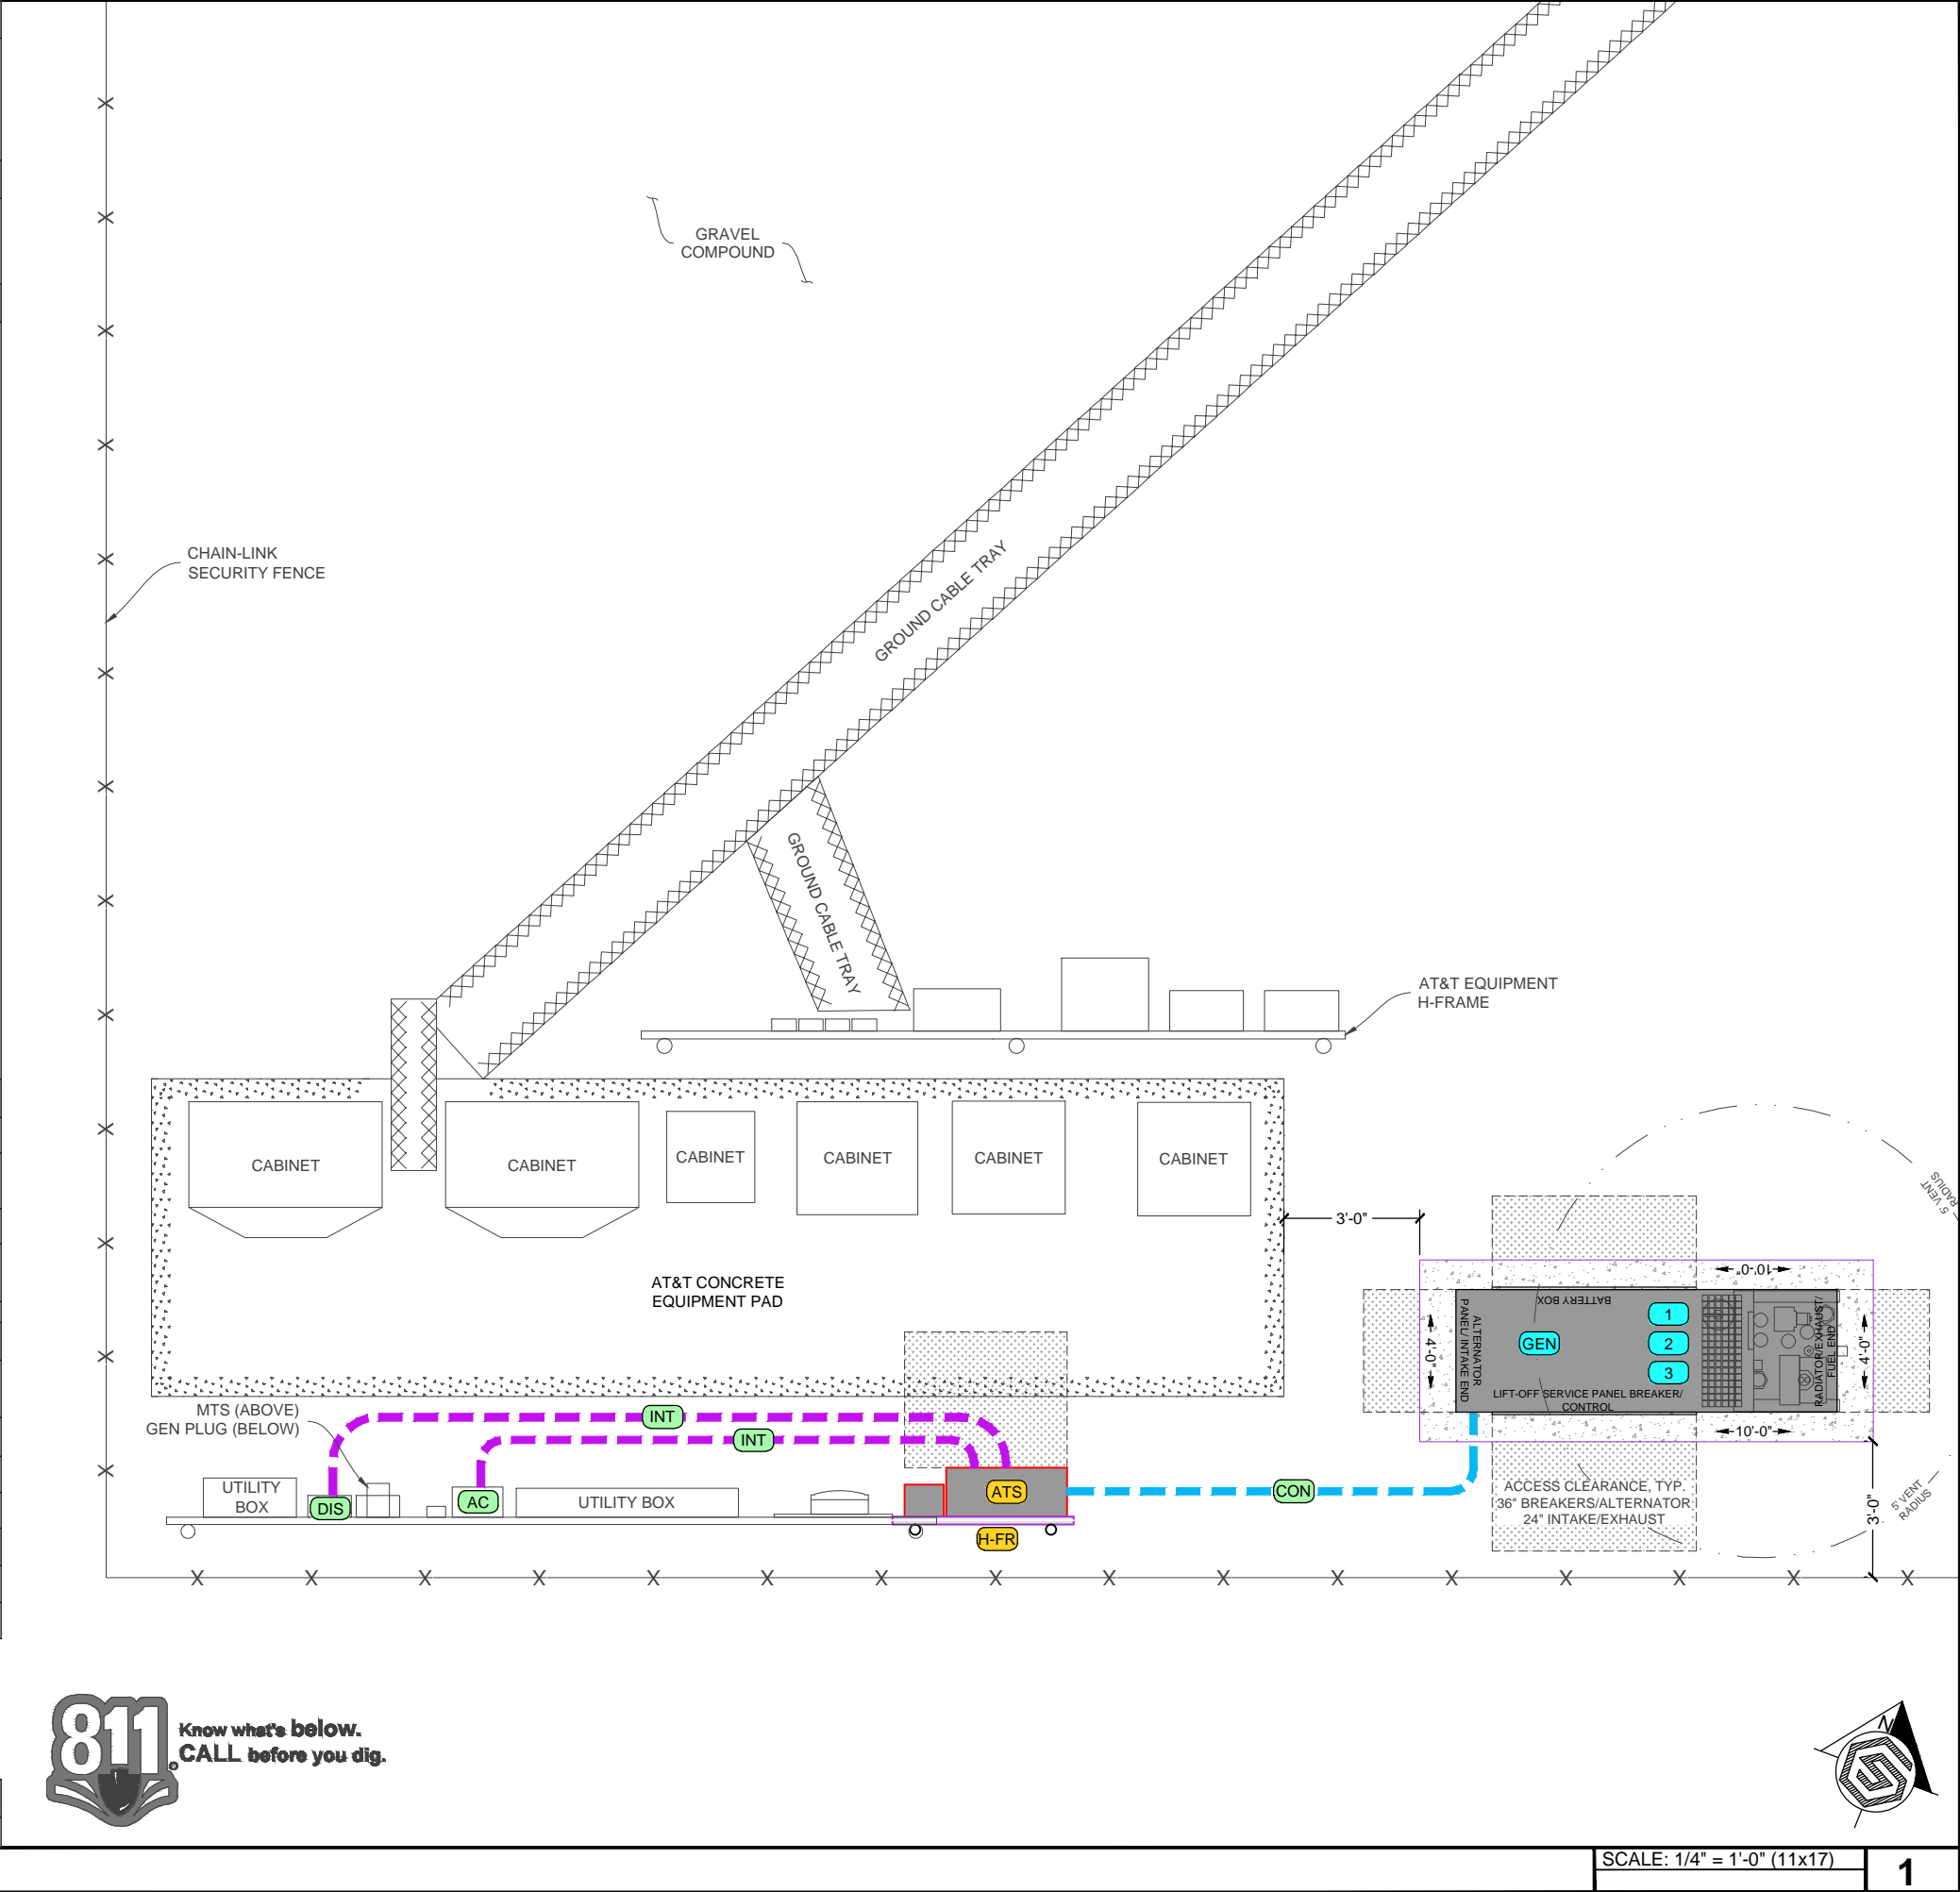 GRAVEL
COMPOUND
CHAIN-LINK
SECURITY FENCE
GROUND CABLE TRAY
GROUND CABLE TRAY
AT&T EQUIPMENT
H-FRAME
CABINET
CABINET
CABINET
CABINET
CABINET
CABINET
3'-0"
5' VENT
RADIUS
AT&T CONCRETE
EQUIPMENT PAD
10'-0"
BATTERY BOX
ALTERNATOR
PANEL/ INTAKE END
4'-0"
GEN
1
2
3
RADIATOR/EXHAUST/
FUEL END
4'-0"
LIFT-OFF SERVICE PANEL BREAKER/
CONTROL
10'-0"
MTS (ABOVE)
GEN PLUG (BELOW)
INT
INT
UTILITY
BOX
DIS
AC
UTILITY BOX
ATS
CON
H-FR
ACCESS CLEARANCE, TYP.
36" BREAKERS/ALTERNATOR
24" INTAKE/EXHAUST
5' VENT
RADIUS
3'-0"
811
Know what's below.
CALL before you dig.
N
SCALE: 1/4" = 1'-0" (11x17)
1